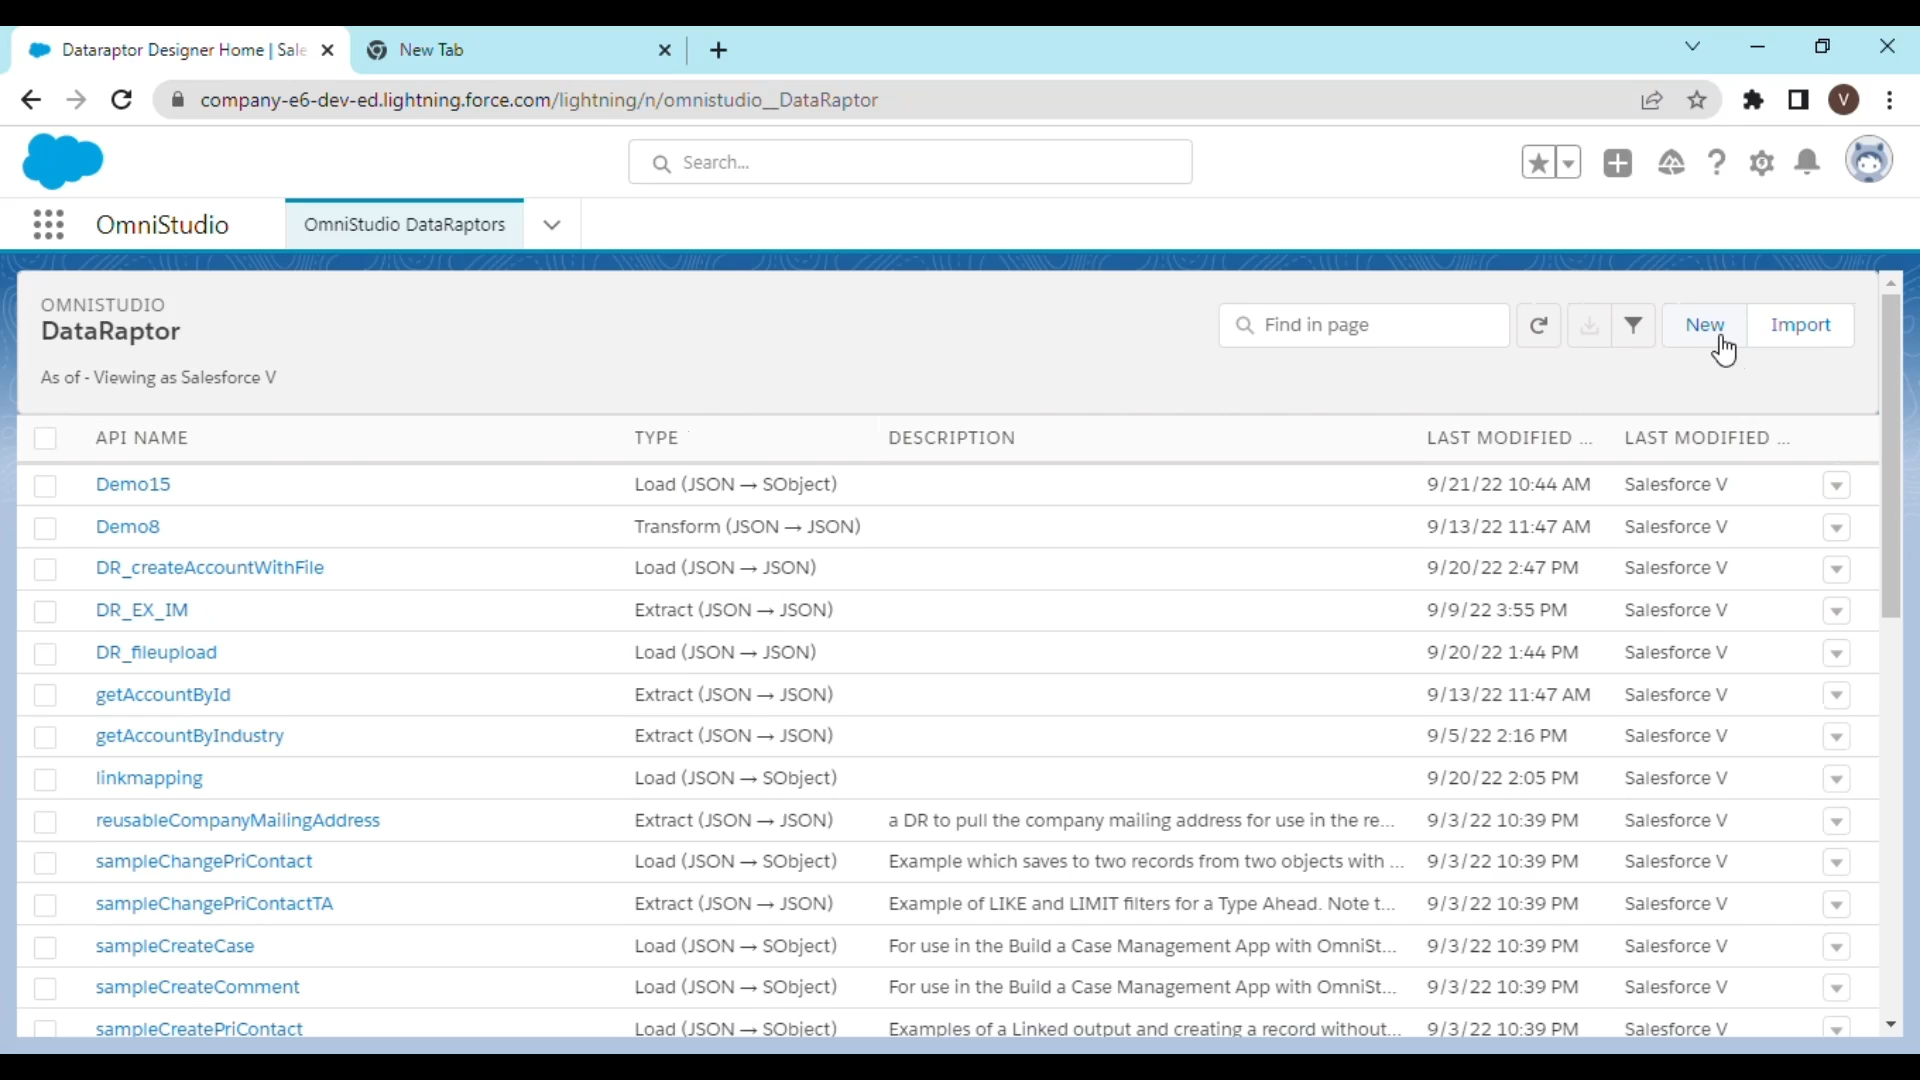 Dataraptor Designer Home | Sale
New Tab
company-e6-dev-ed.lightning.force.com/lightning/n/omnistudio__DataRaptor
V
Search...
OmniStudio
OmniStudio DataRaptors
OMNISTUDIO
DataRaptor
As of - Viewing as Salesforce V
Find in page
New
Import
API NAME TYPE DESCRIPTION LAST MODIFIED ... LAST MODIFIED ...
Demo15 Load (JSON → SObject) 9/21/22 10:44 AM Salesforce V
Demo8 Transform (JSON → JSON) 9/13/22 11:47 AM Salesforce V
DR_createAccountWithFile Load (JSON → JSON) 9/20/22 2:47 PM Salesforce V
DR_EX_IM Extract (JSON → JSON) 9/9/22 3:55 PM Salesforce V
DR_fileupload Load (JSON → JSON) 9/20/22 1:44 PM Salesforce V
getAccountById Extract (JSON → JSON) 9/13/22 11:47 AM Salesforce V
getAccountByIndustry Extract (JSON → JSON) 9/5/22 2:16 PM Salesforce V
linkmapping Load (JSON → SObject) 9/20/22 2:05 PM Salesforce V
reusableCompanyMailingAddress Extract (JSON → JSON) a DR to pull the company mailing address for use in the re... 9/3/22 10:39 PM Salesforce V
sampleChangePriContact Load (JSON → SObject) Example which saves to two records from two objects with ... 9/3/22 10:39 PM Salesforce V
sampleChangePriContactTA Extract (JSON → JSON) Example of LIKE and LIMIT filters for a Type Ahead. Note t... 9/3/22 10:39 PM Salesforce V
sampleCreateCase Load (JSON → SObject) For use in the Build a Case Management App with OmniSt... 9/3/22 10:39 PM Salesforce V
sampleCreateComment Load (JSON → SObject) For use in the Build a Case Management App with OmniSt... 9/3/22 10:39 PM Salesforce V
sampleCreatePriContact Load (JSON → SObject) Examples of a Linked output and creating a record without... 9/3/22 10:39 PM Salesforce V